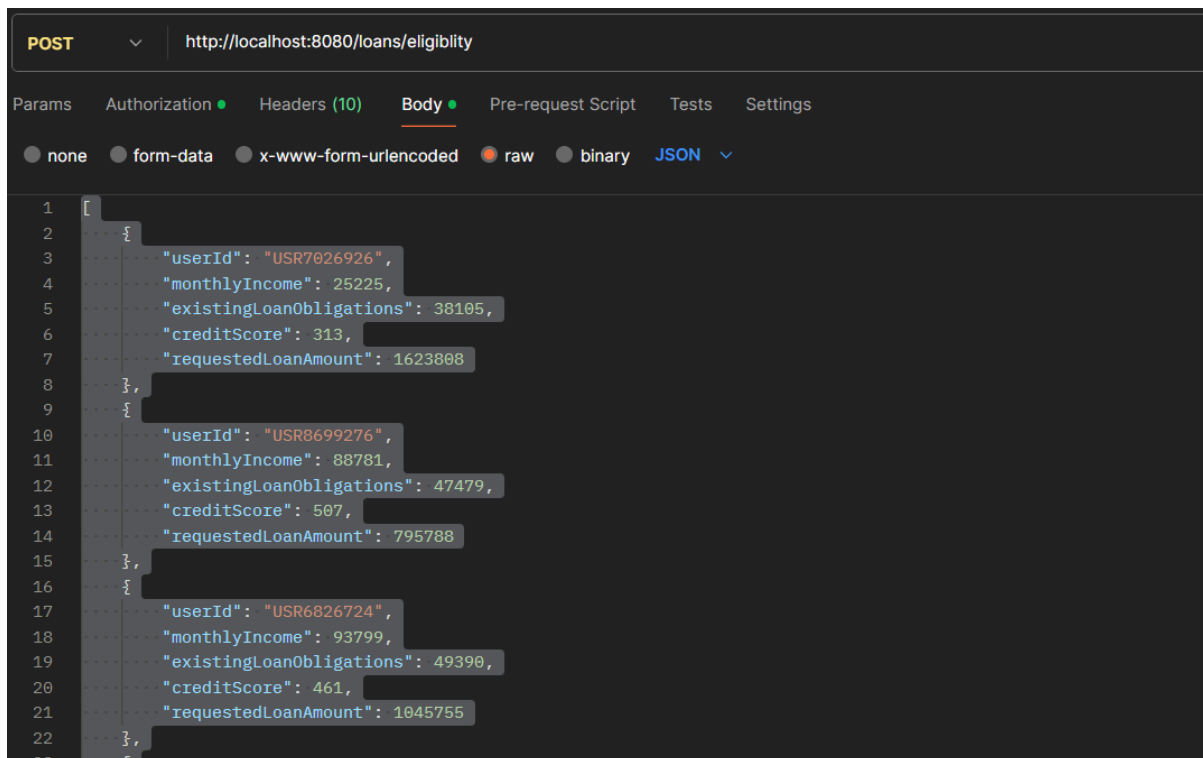 POST http://localhost:8080/loans/eligiblity
Params Authorization Headers (10) Body Pre-request Script Tests Settings
none form-data x-www-form-urlencoded raw binary JSON
1 [
2 {
3 "userId": "USR7026926",
4 "monthlyIncome": 25225,
5 "existingLoanObligations": 38105,
6 "creditScore": 313,
7 "requestedLoanAmount": 1623808
8 },
9 {
10 "userId": "USR8699276",
11 "monthlyIncome": 88781,
12 "existingLoanObligations": 47479,
13 "creditScore": 507,
14 "requestedLoanAmount": 795788
15 },
16 {
17 "userId": "USR6826724",
18 "monthlyIncome": 93799,
19 "existingLoanObligations": 49390,
20 "creditScore": 461,
21 "requestedLoanAmount": 1045755
22 },